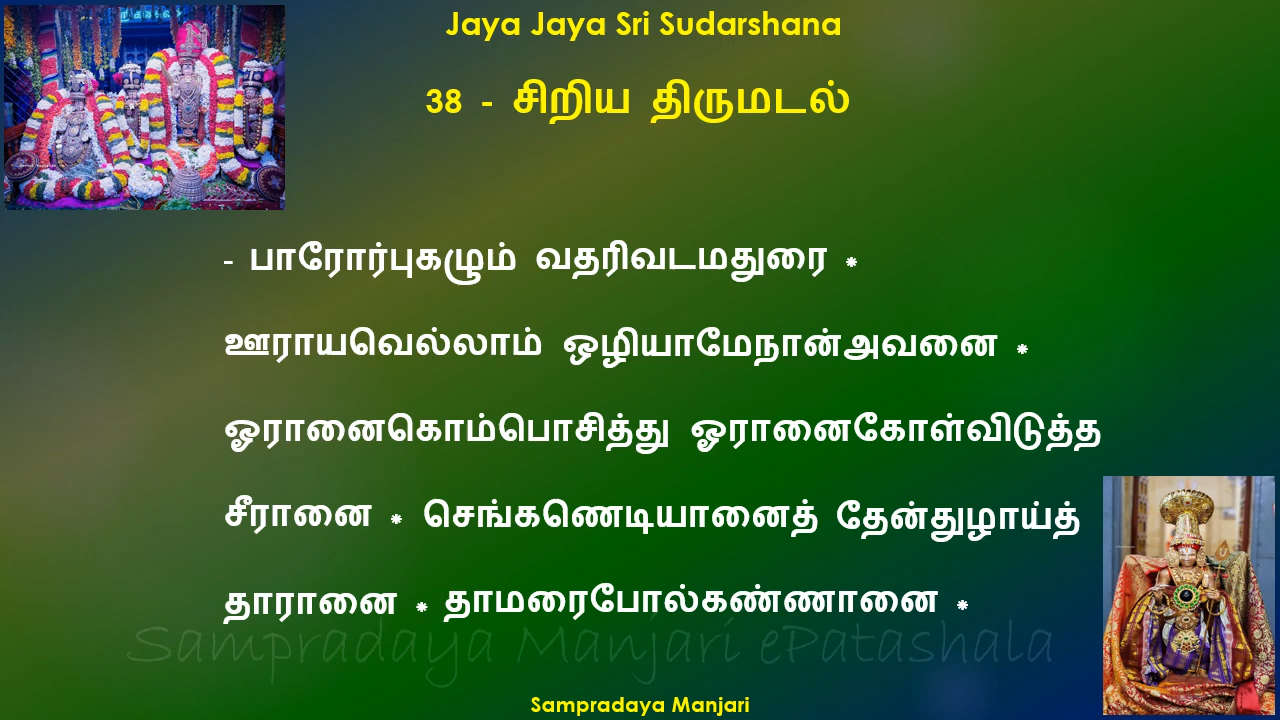 Jaya Jaya Sri Sudarshana
38 - சிறிய திருமடல்
- பாரோர்புகழும் வதரிவடமதுரை *
ஊராயவெல்லாம் ஒழியாமேநான்அவனை *
ஓரானைகொம்பொசித்து ஓரானைகோள்விடுத்த
சீரானை * செங்கணெடியானைத் தேன்துழாய்த்
தாரானை * தாமரைபோல்கண்ணானை *
Sampradaya Manjari ePatashala
Sampradaya Manjari